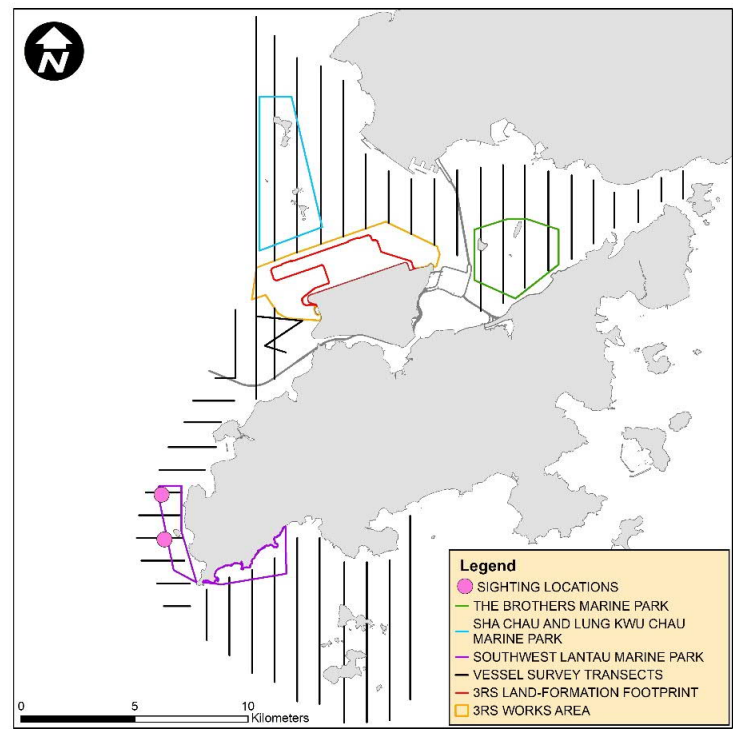 N
Legend
SIGHTING LOCATIONS
THE BROTHERS MARINE PARK
SHA CHAU AND LUNG KWU CHAU
MARINE PARK
SOUTHWEST LANTAU MARINE PARK
VESSEL SURVEY TRANSECTS
3RS LAND-FORMATION FOOTPRINT
3RS WORKS AREA
0 5 10
Kilometers